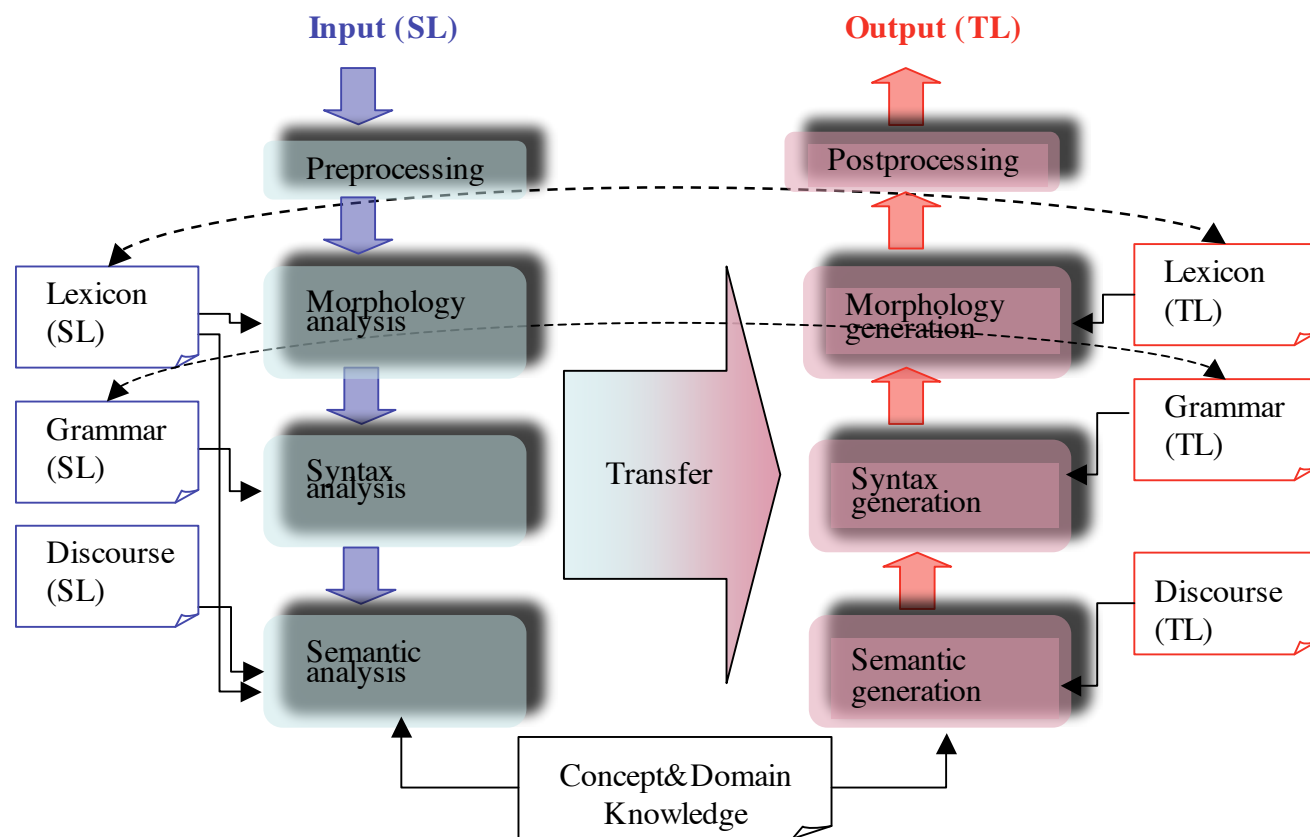 Input (SL)
Output (TL)
Preprocessing
Postprocessing
Lexicon
(SL)
Morphology
analysis
Morphology
generation
Lexicon
(TL)
Grammar
(SL)
Syntax
analysis
Transfer
Syntax
generation
Grammar
(TL)
Discourse
(SL)
Semantic
analysis
Semantic
generation
Discourse
(TL)
Concept&Domain
Knowledge